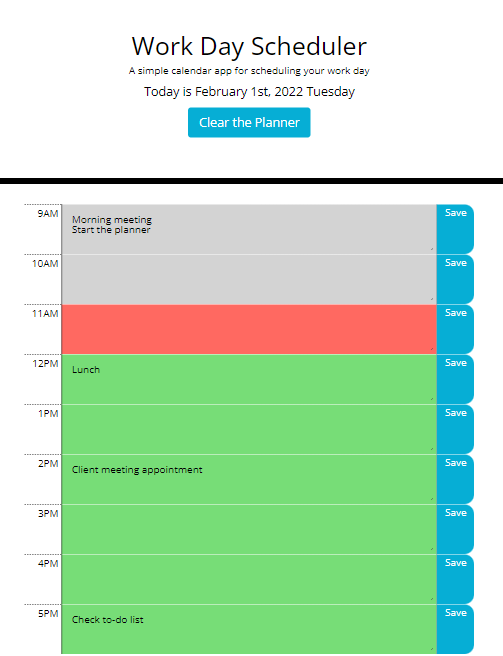 Work Day Scheduler
A simple calendar app for scheduling your work day
Today is February 1st, 2022 Tuesday
Clear the Planner
9AM
Morning meeting
Start the planner
Save
10AM
Save
11AM
Save
12PM
Lunch
Save
1PM
Save
2PM
Client meeting appointment
Save
3PM
Save
4PM
Save
5PM
Check to-do list
Save